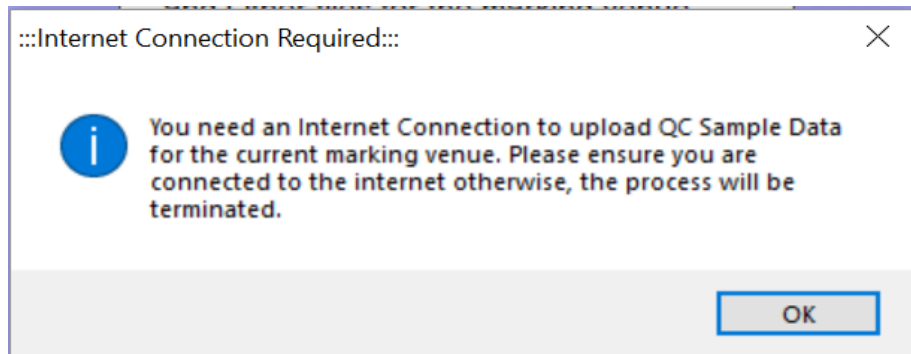 :::Internet Connection Required:::
You need an Internet Connection to upload QC Sample Data
for the current marking venue. Please ensure you are
connected to the internet otherwise, the process will be
terminated.
OK